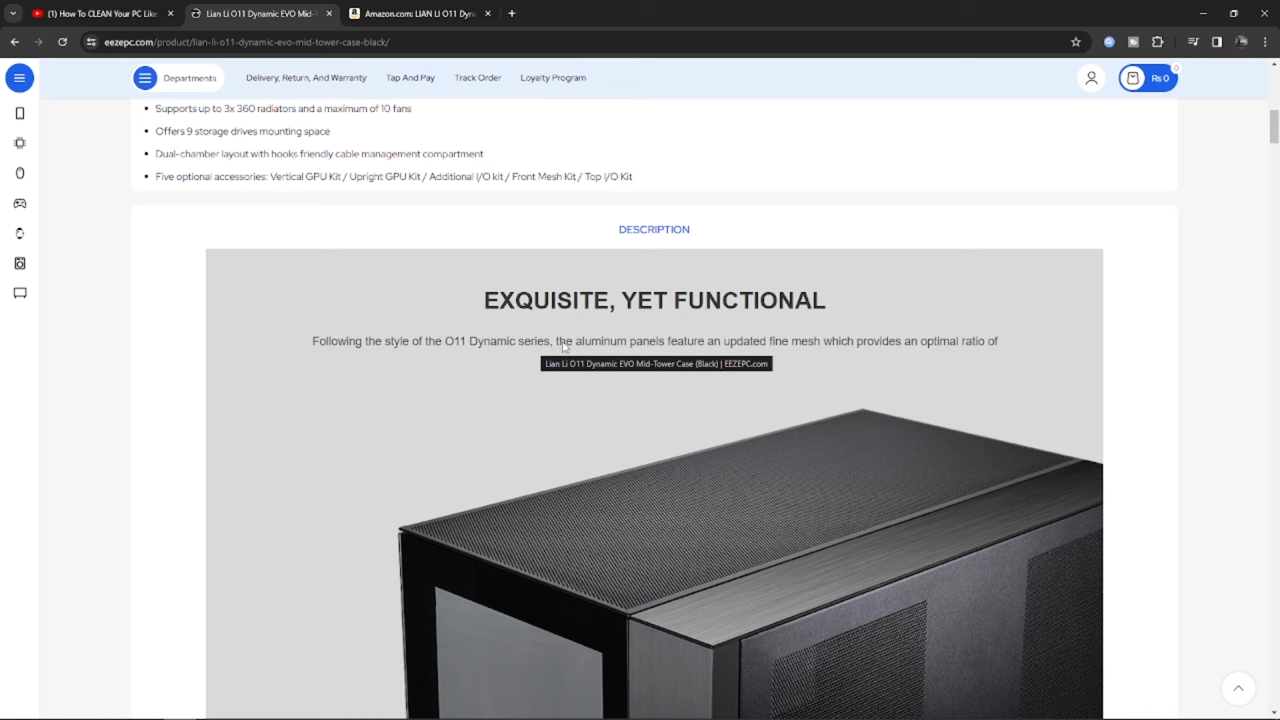 (1) How To CLEAN Your PC Like
Lian Li O11 Dynamic EVO Mid-
Amazon.com: LIAN LI O11 Dyna
eezepc.com/product/lian-li-o11-dynamic-evo-mid-tower-case-black/
Departments
Delivery, Return, And Warranty
Tap And Pay
Track Order
Loyalty Program
₨ 0
0
• Supports up to 3x 360 radiators and a maximum of 10 fans
• Offers 9 storage drives mounting space
• Dual-chamber layout with hooks friendly cable management compartment
• Five optional accessories: Vertical GPU Kit / Upright GPU Kit / Additional I/O kit / Front Mesh Kit / Top I/O Kit
DESCRIPTION
EXQUISITE, YET FUNCTIONAL
Following the style of the O11 Dynamic series, the aluminum panels feature an updated fine mesh which provides an optimal ratio of
Lian Li O11 Dynamic EVO Mid-Tower Case (Black) | EEZEPC.com